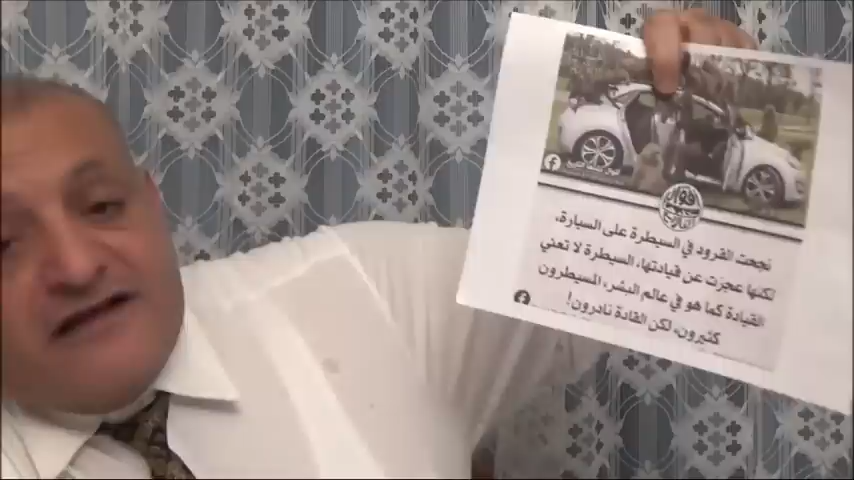 نجحت القرود في السيطرة على السيارة،
لكنها عجزت عن قيادتها، السيطرة لا تعني
القيادة كما هو في عالم البشر، المسيطرون
كثيرون، لكن القادة نادرون!